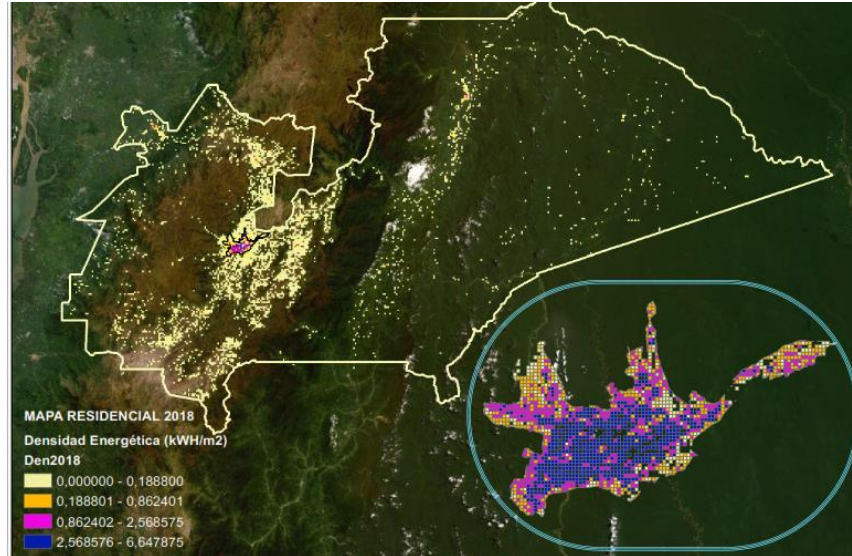 MAPA RESIDENCIAL 2018
Densidad Energética (kWH/m2)
Den2018
0,000000 - 0,188800
0,188801 - 0,862401
0,862402 - 2,568575
2,568576 - 6,647875